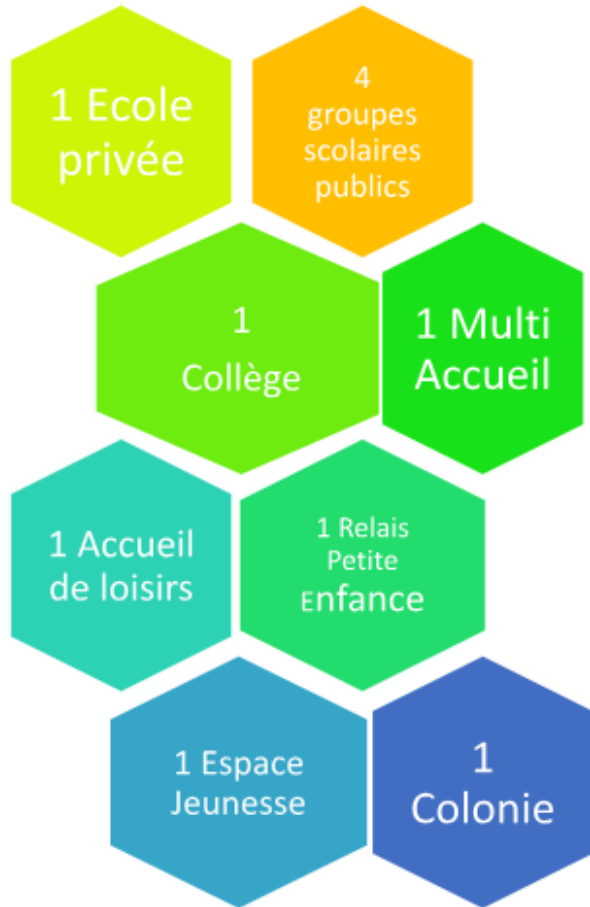 1 Ecole
privée
4
groupes
scolaires
publics
1
Collège
1 Multi
Accueil
1 Accueil
de loisirs
1 Relais
Petite
Enfance
1 Espace
Jeunesse
1
Colonie